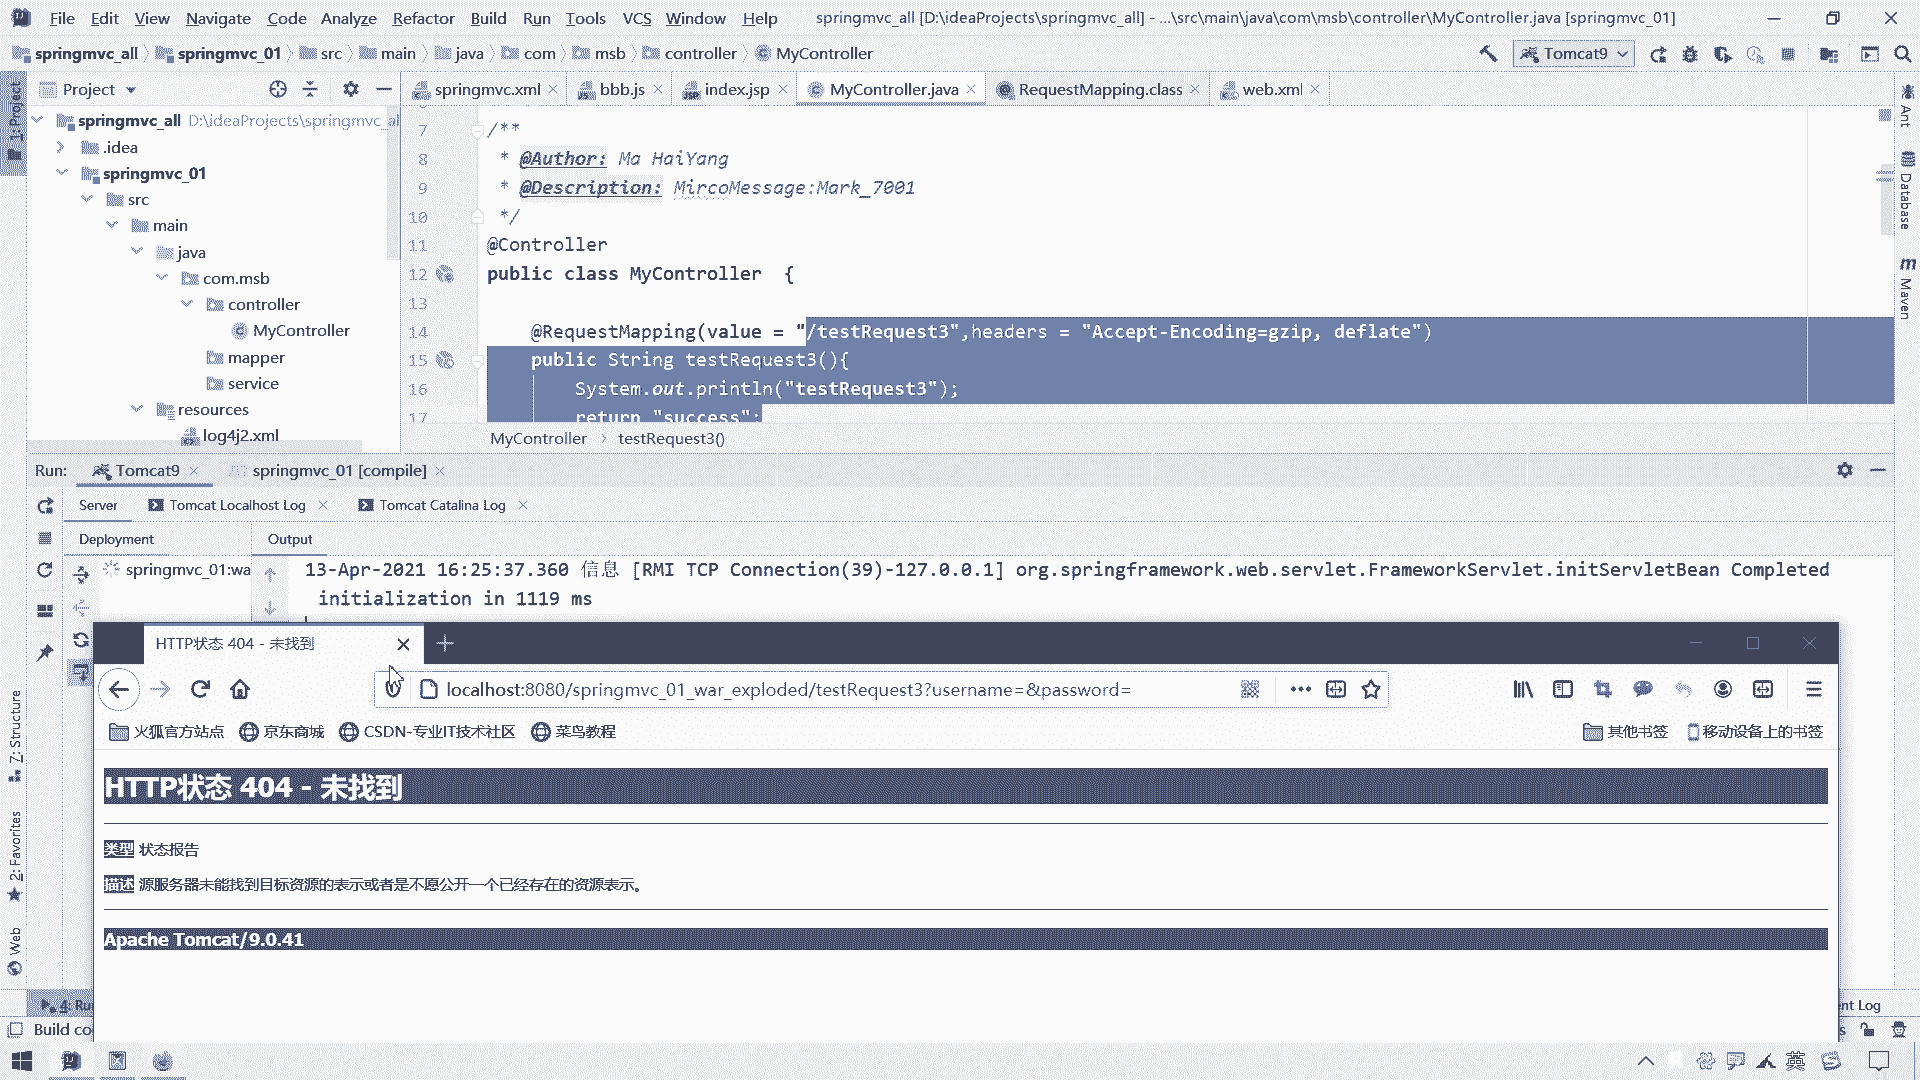 File Edit View Navigate Code Analyze Refactor Build Run Tools VCS Window Help springmvc_all [D:\ideaProjects\springmvc_all] - ...\src\main\java\com\msb\controller\MyController.java [springmvc_01]
springmvc_all springmvc_01 src main java com msb controller MyController Tomcat9
1: Project
Project
springmvc.xml bbb.js index.jsp MyController.java RequestMapping.class web.xml
springmvc_all D:\ideaProjects\springmvc_al
.idea
springmvc_01
src
main
java
com.msb
controller
MyController
mapper
service
resources
log4j2.xml
7 /**
8 * @Author: Ma HaiYang
9 * @Description: MircoMessage:Mark_7001
10 */
11 @Controller
12 public class MyController {
13
14 @RequestMapping(value = "/testRequest3",headers = "Accept-Encoding=gzip, deflate")
15 public String testRequest3(){
16 System.out.println("testRequest3");
17 return "success";
MyController testRequest3()
Ant
Database
Maven
Run: Tomcat9 springmvc_01 [compile]
Server Tomcat Localhost Log Tomcat Catalina Log
Deployment Output
springmvc_01:wa
13-Apr-2021 16:25:37.360 信息 [RMI TCP Connection(39)-127.0.0.1] org.springframework.web.servlet.FrameworkServlet.initServletBean Completed
initialization in 1119 ms
HTTP状态 404 - 未找到
localhost:8080/springmvc_01_war_exploded/testRequest3?username=&password=
火狐官方站点 京东商城 CSDN-专业IT技术社区 菜鸟教程 其他书签 移动设备上的书签
HTTP状态 404 - 未找到
类型 状态报告
描述 源服务器未能找到目标资源的表示或者是不愿公开一个已经存在的资源表示。
Apache Tomcat/9.0.41
7: Structure
2: Favorites
Web
4: Ru
nt Log
Build co
s
英